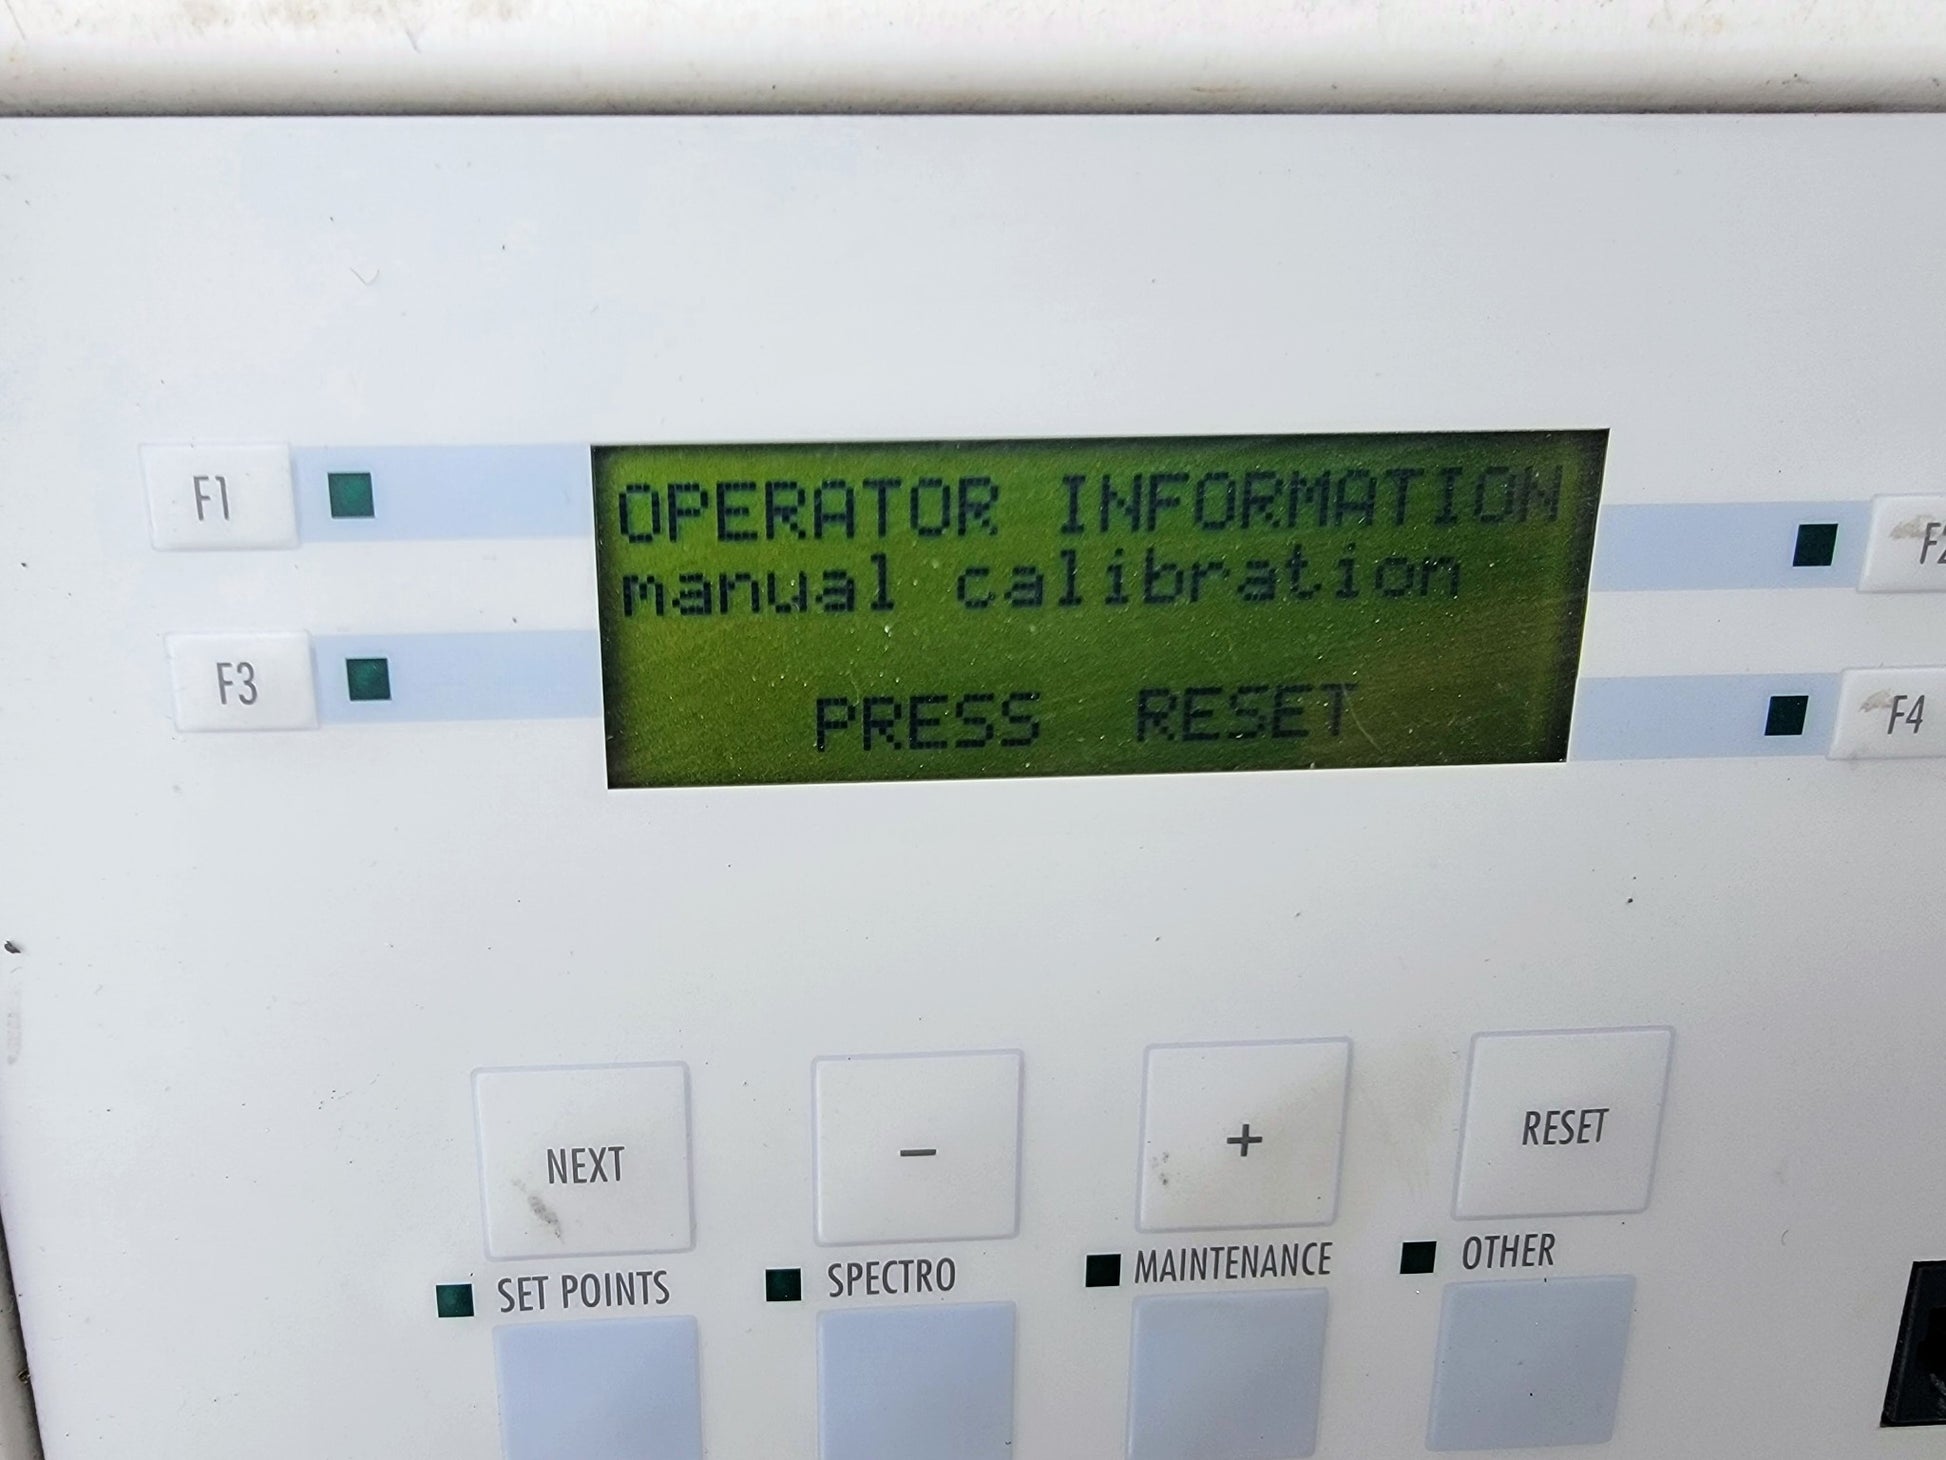 F1
OPERATOR INFORMATION
manual calibration
F3
PRESS RESET
F4
NEXT
-
+
RESET
SET POINTS
SPECTRO
MAINTENANCE
OTHER